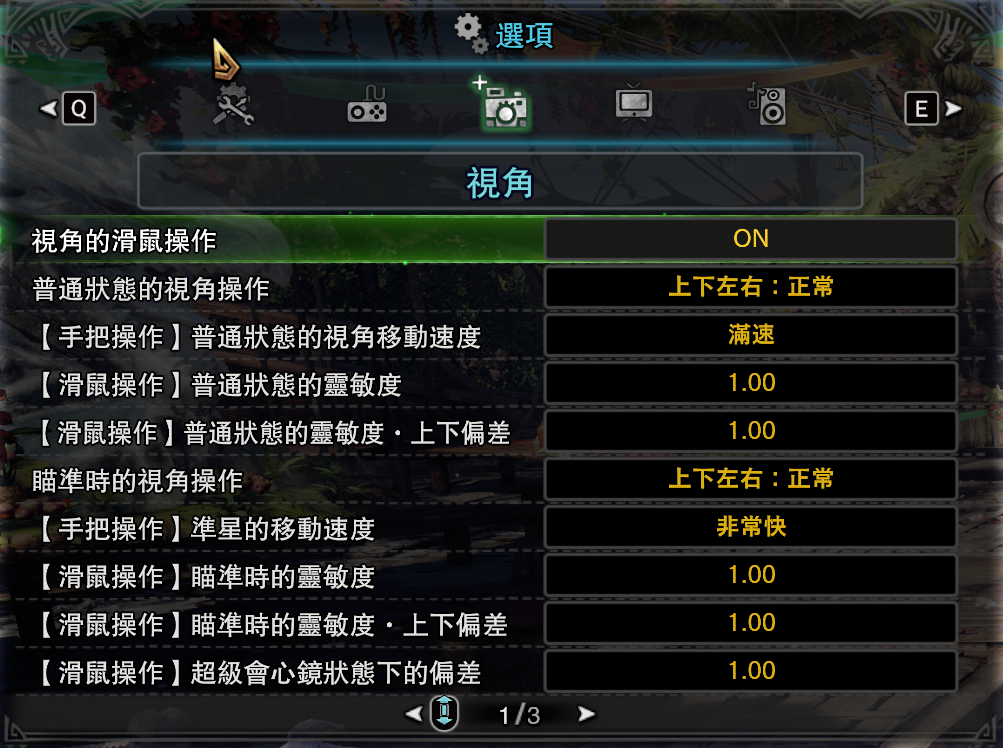 選項
Q
E
視角
視角的滑鼠操作 ON
普通狀態的視角操作 上下左右：正常
【手把操作】普通狀態的視角移動速度 滿速
【滑鼠操作】普通狀態的靈敏度 1.00
【滑鼠操作】普通狀態的靈敏度・上下偏差 1.00
瞄準時的視角操作 上下左右：正常
【手把操作】準星的移動速度 非常快
【滑鼠操作】瞄準時的靈敏度 1.00
【滑鼠操作】瞄準時的靈敏度・上下偏差 1.00
【滑鼠操作】超級會心鏡狀態下的偏差 1.00
1/3